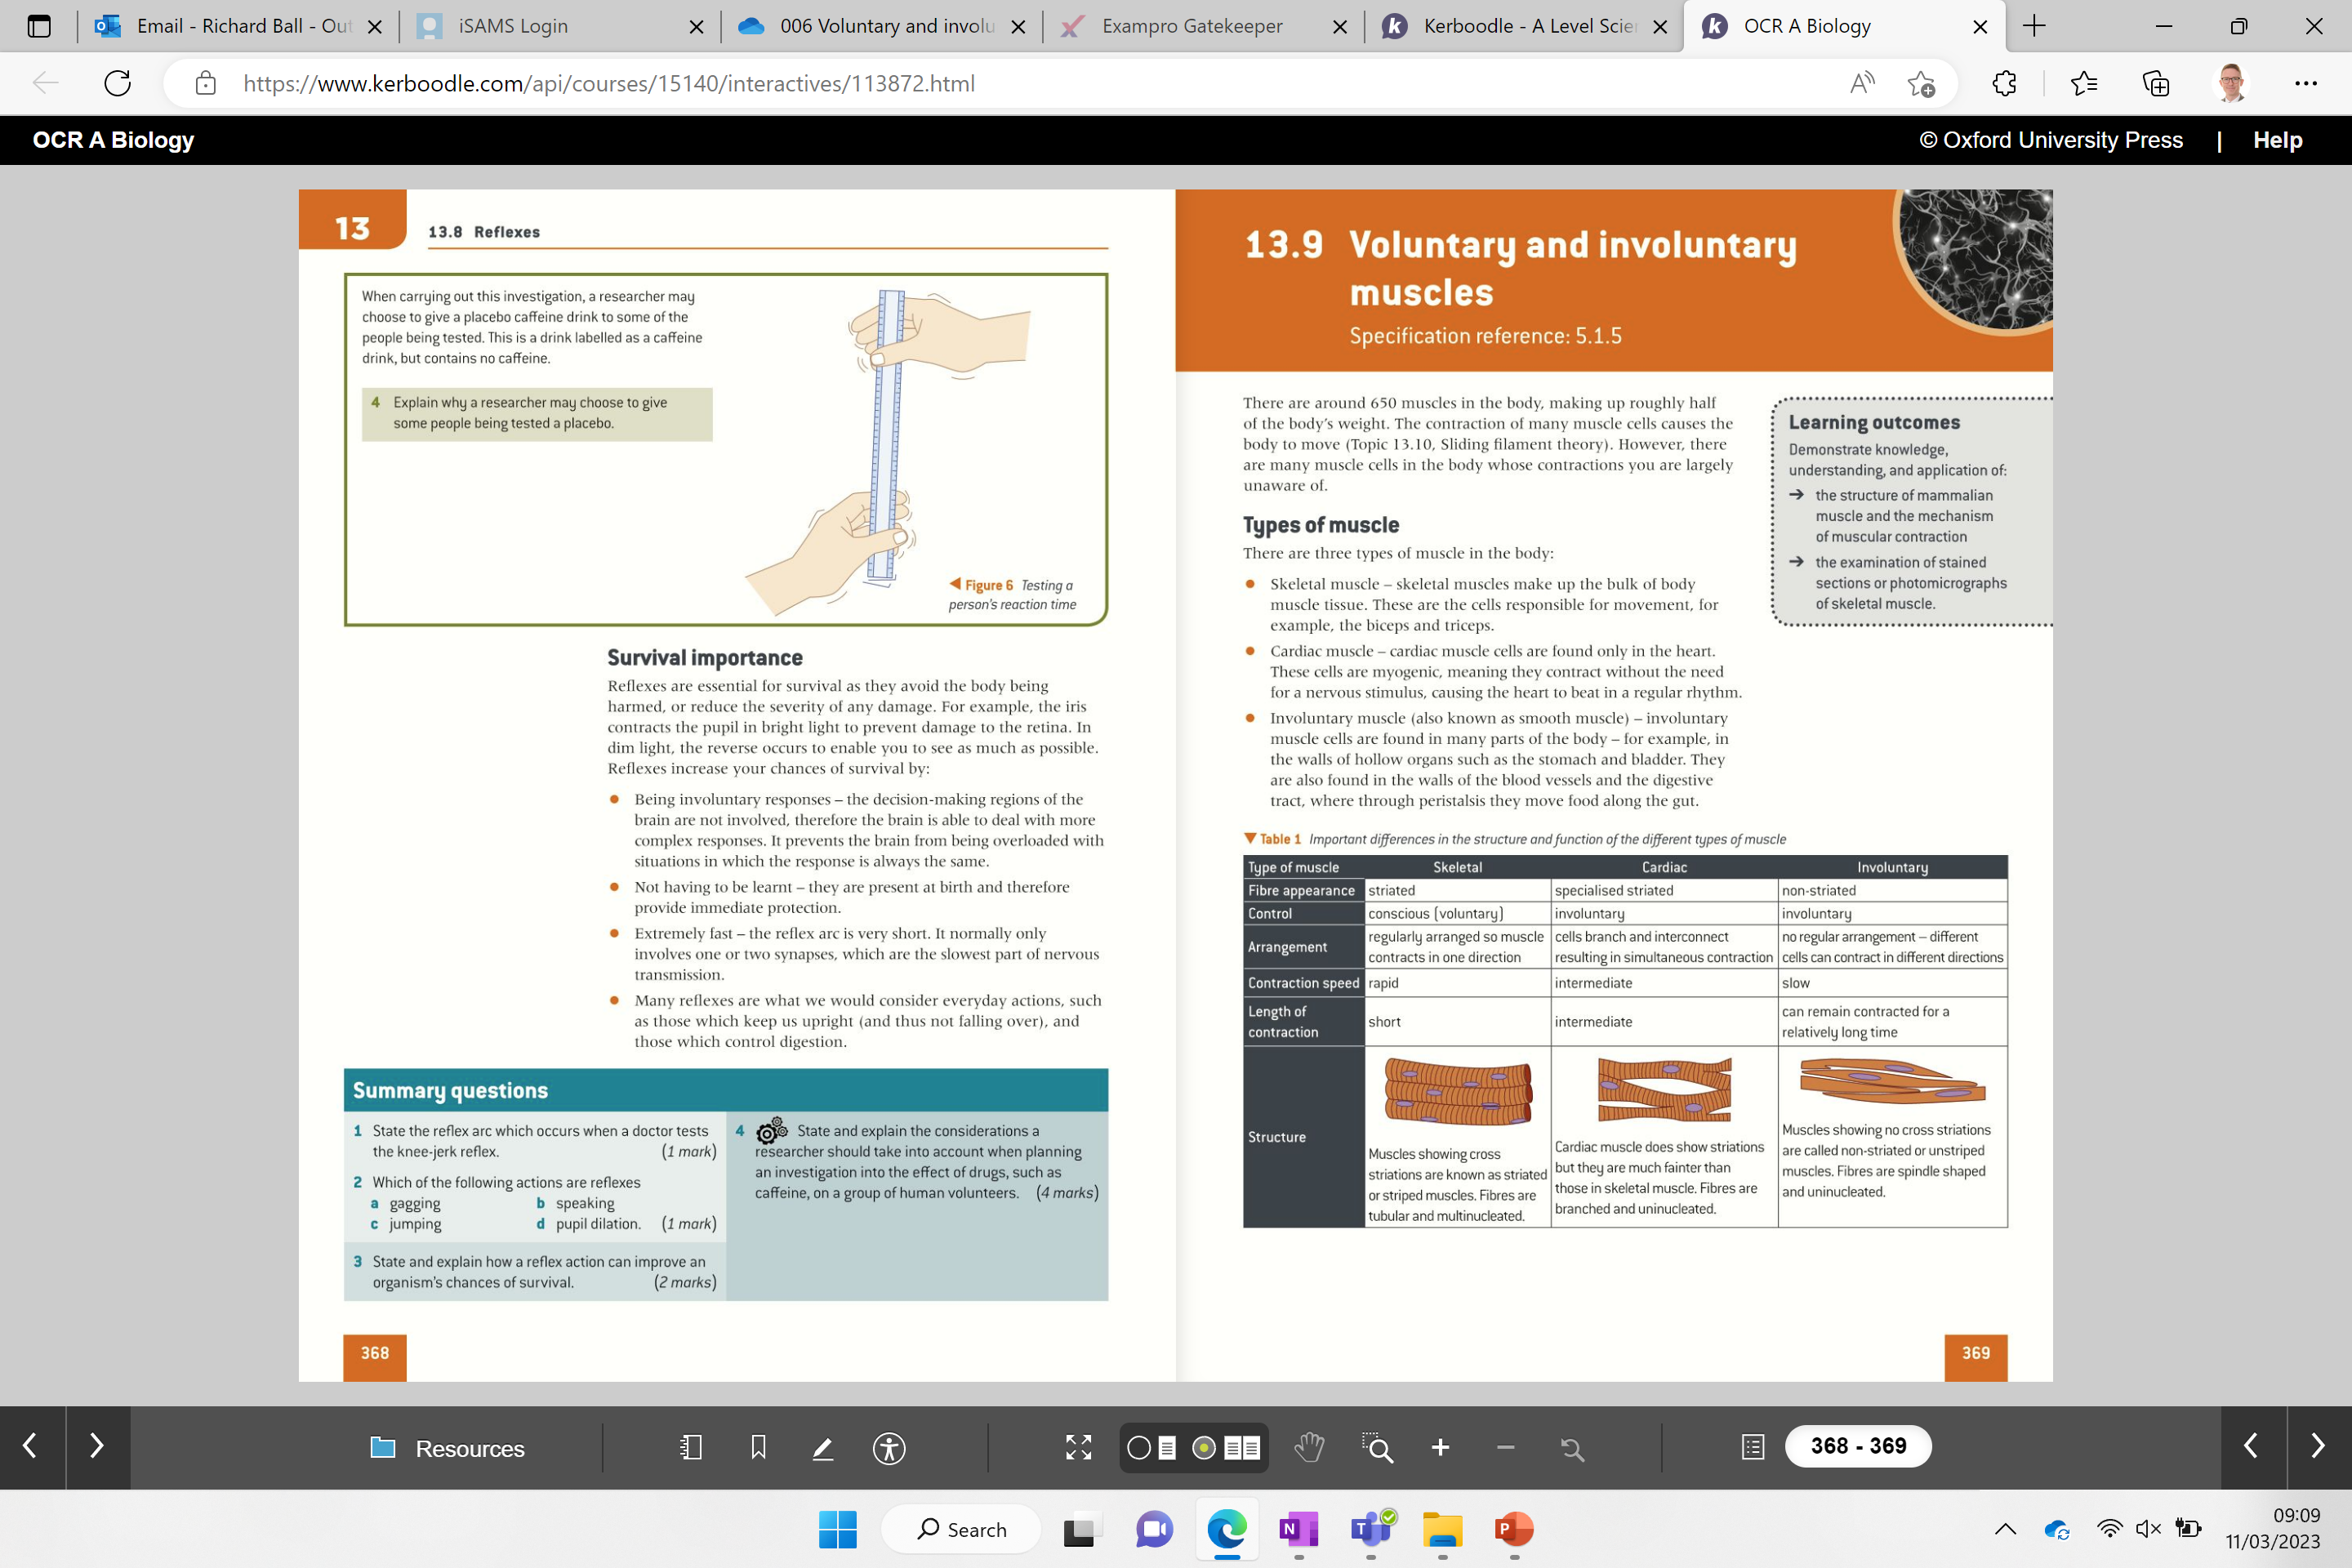 Email - Richard Ball - Out
iSAMS Login
006 Voluntary and involu
Exampro Gatekeeper
Kerboodle - A Level Scien
OCR A Biology
https://www.kerboodle.com/api/courses/15140/interactives/113872.html
OCR A Biology
© Oxford University Press | Help
13
13.8 Reflexes
When carrying out this investigation, a researcher may
choose to give a placebo caffeine drink to some of the
people being tested. This is a drink labelled as a caffeine
drink, but contains no caffeine.
4 Explain why a researcher may choose to give
some people being tested a placebo.
◀ Figure 6 Testing a
person's reaction time
Survival importance
Reflexes are essential for survival as they avoid the body being
harmed, or reduce the severity of any damage. For example, the iris
contracts the pupil in bright light to prevent damage to the retina. In
dim light, the reverse occurs to enable you to see as much as possible.
Reflexes increase your chances of survival by:
● Being involuntary responses – the decision-making regions of the
brain are not involved, therefore the brain is able to deal with more
complex responses. It prevents the brain from being overloaded with
situations in which the response is always the same.
● Not having to be learnt – they are present at birth and therefore
provide immediate protection.
● Extremely fast – the reflex arc is very short. It normally only
involves one or two synapses, which are the slowest part of nervous
transmission.
● Many reflexes are what we would consider everyday actions, such
as those which keep us upright (and thus not falling over), and
those which control digestion.
Summary questions
1 State the reflex arc which occurs when a doctor tests
the knee-jerk reflex. (1 mark)
2 Which of the following actions are reflexes
a gagging b speaking
c jumping d pupil dilation. (1 mark)
3 State and explain how a reflex action can improve an
organism's chances of survival. (2 marks)
4 State and explain the considerations a
researcher should take into account when planning
an investigation into the effect of drugs, such as
caffeine, on a group of human volunteers. (4 marks)
368
13.9 Voluntary and involuntary
muscles
Specification reference: 5.1.5
There are around 650 muscles in the body, making up roughly half
of the body's weight. The contraction of many muscle cells causes the
body to move (Topic 13.10, Sliding filament theory). However, there
are many muscle cells in the body whose contractions you are largely
unaware of.
Learning outcomes
Demonstrate knowledge,
understanding, and application of:
→ the structure of mammalian
muscle and the mechanism
of muscular contraction
→ the examination of stained
sections or photomicrographs
of skeletal muscle.
Types of muscle
There are three types of muscle in the body:
● Skeletal muscle – skeletal muscles make up the bulk of body
muscle tissue. These are the cells responsible for movement, for
example, the biceps and triceps.
● Cardiac muscle – cardiac muscle cells are found only in the heart.
These cells are myogenic, meaning they contract without the need
for a nervous stimulus, causing the heart to beat in a regular rhythm.
● Involuntary muscle (also known as smooth muscle) – involuntary
muscle cells are found in many parts of the body – for example, in
the walls of hollow organs such as the stomach and bladder. They
are also found in the walls of the blood vessels and the digestive
tract, where through peristalsis they move food along the gut.
▼ Table 1 Important differences in the structure and function of the different types of muscle
Type of muscle Skeletal Cardiac Involuntary
Fibre appearance striated specialised striated non-striated
Control conscious (voluntary) involuntary involuntary
Arrangement
regularly arranged so muscle
contracts in one direction
cells branch and interconnect
resulting in simultaneous contraction
no regular arrangement – different
cells can contract in different directions
Contraction speed rapid intermediate slow
Length of
contraction
short
intermediate
can remain contracted for a
relatively long time
Structure
Muscles showing cross
striations are known as striated
or striped muscles. Fibres are
tubular and multinucleated.
Cardiac muscle does show striations
but they are much fainter than
those in skeletal muscle. Fibres are
branched and uninucleated.
Muscles showing no cross striations
are called non-striated or unstriped
muscles. Fibres are spindle shaped
and uninucleated.
369
Resources
368 - 369
Search
09:09
11/03/2023